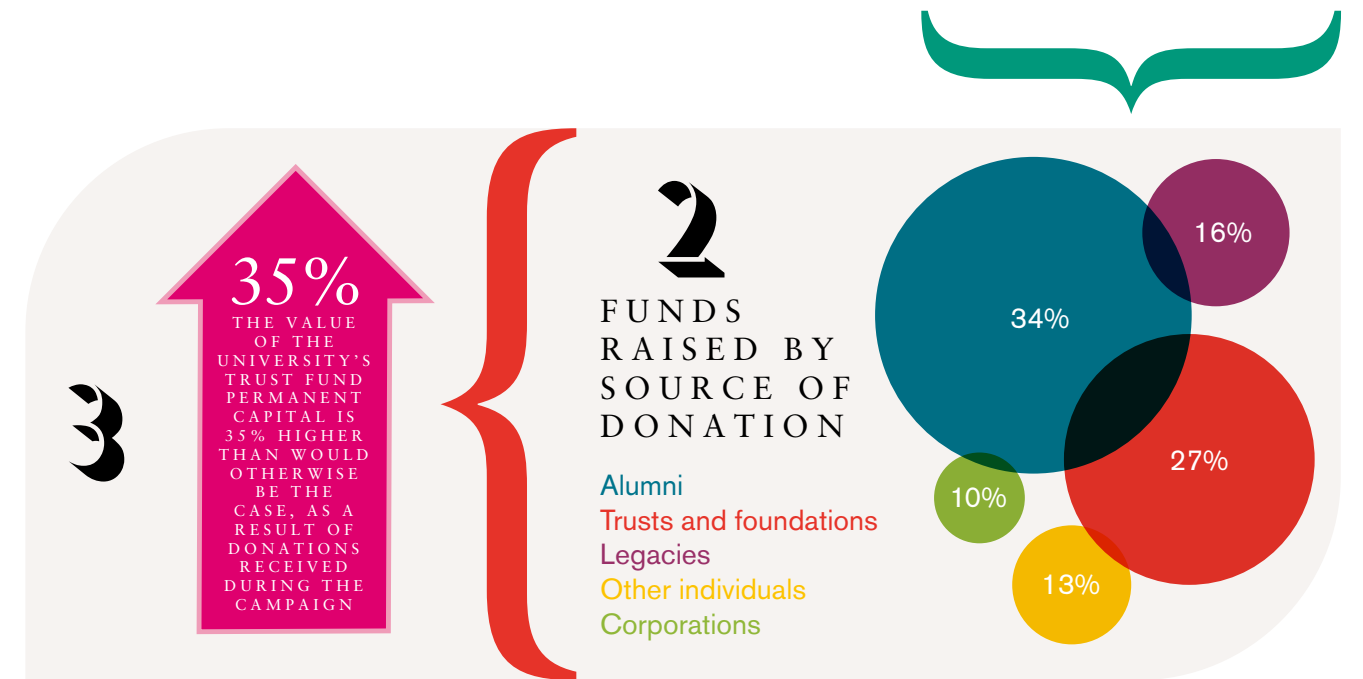 3
35%
THE VALUE
OF THE
UNIVERSITY'S
TRUST FUND
PERMANENT
CAPITAL IS
35% HIGHER
THAN WOULD
OTHERWISE
BE THE
CASE, AS A
RESULT OF
DONATIONS
RECEIVED
DURING THE
CAMPAIGN
2
FUNDS
RAISED BY
SOURCE OF
DONATION
Alumni
Trusts and foundations
Legacies
Other individuals
Corporations
16%
34%
27%
10%
13%